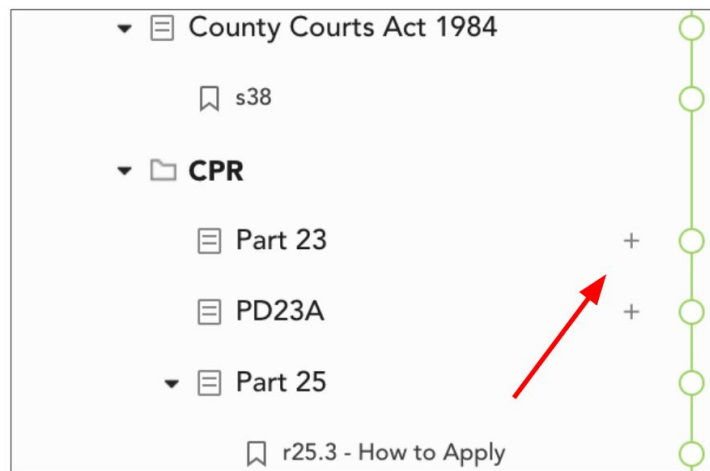 County Courts Act 1984
s38
CPR
Part 23 +
PD23A +
Part 25
r25.3 - How to Apply